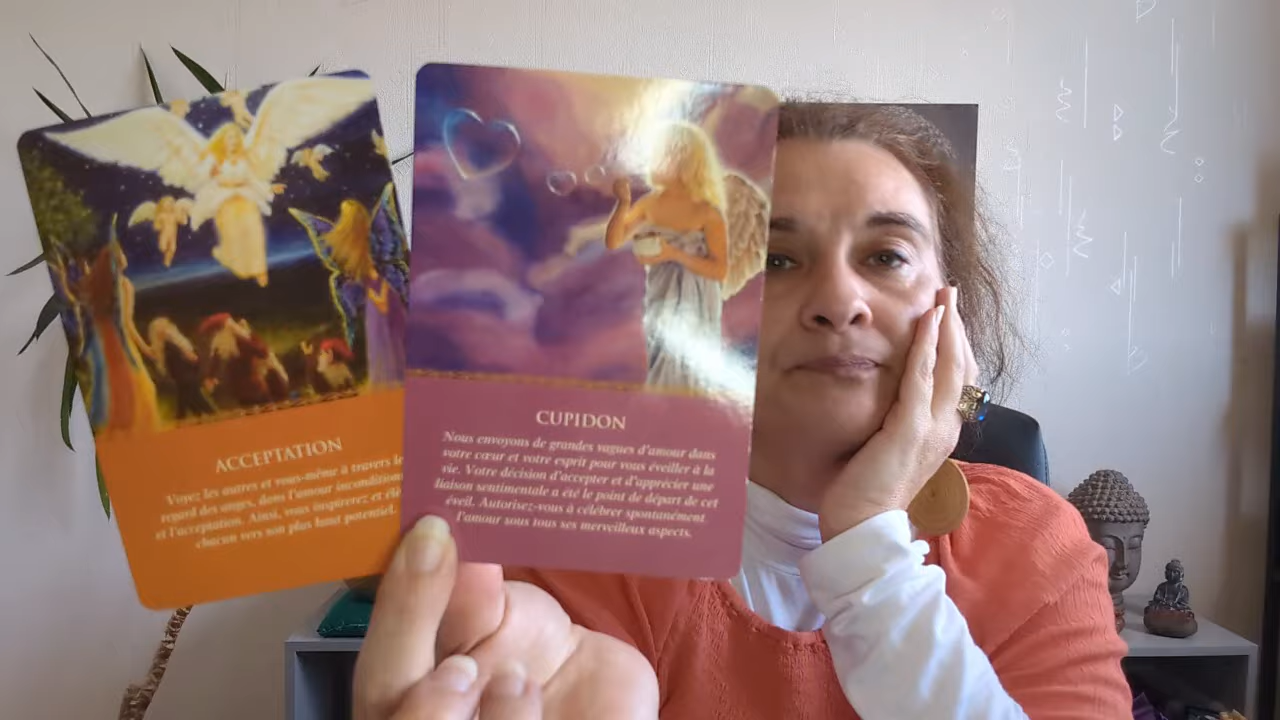 ACCEPTATION
Voyez les autres et vous-même à travers le
regard des anges, dans l'amourincondition
et l'acceptation. Ainsi, vous inspirerez et élè
chacun vers son plus haut potentiel.
CUPIDON
Nous envoyons de grandes vagues d'amour dans
votre cœur et votre esprit pour vous éveiller à la
vie. Votre décision d'accepter et d'apprécier une
liaison sentimentale a été le point de départ de cet
éveil. Autorisez-vous à célébrer spontanément
l'amour sous tous ses merveilleux aspects.